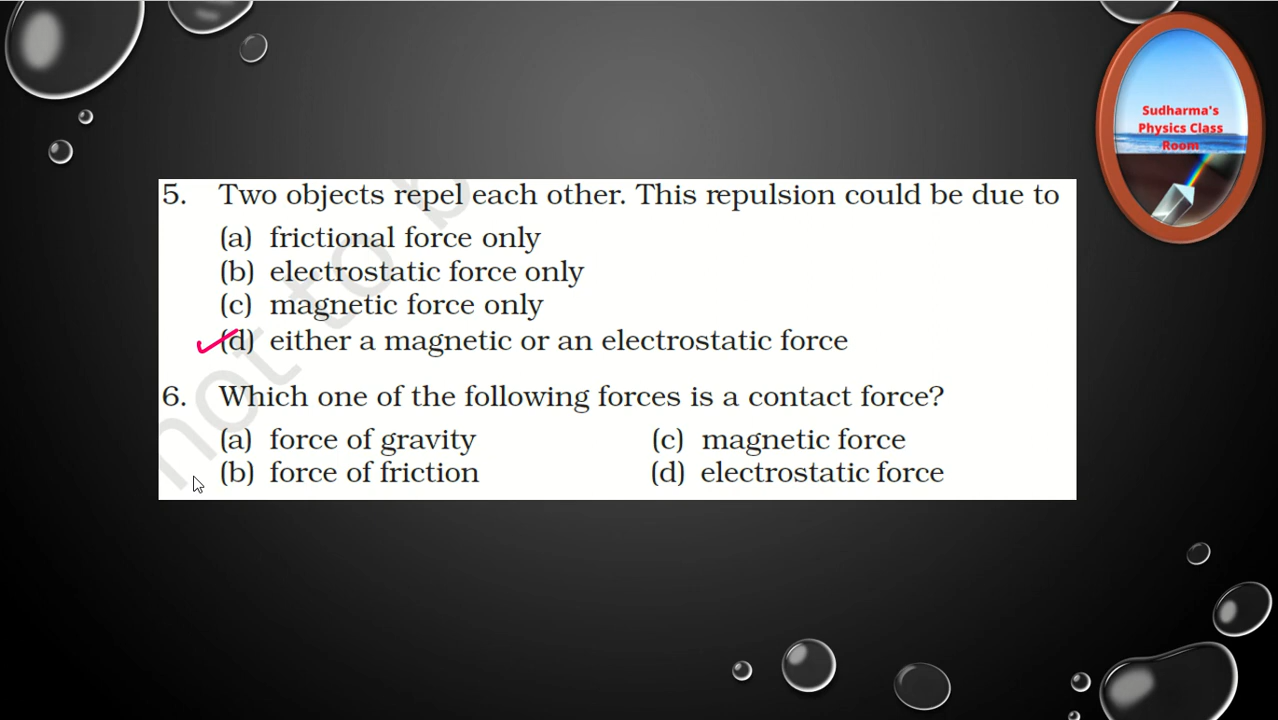 Sudharma's
Physics Class
Room
5. Two objects repel each other. This repulsion could be due to
(a) frictional force only
(b) electrostatic force only
(c) magnetic force only
(d) either a magnetic or an electrostatic force
6. Which one of the following forces is a contact force?
(a) force of gravity (c) magnetic force
(b) force of friction (d) electrostatic force
not to b